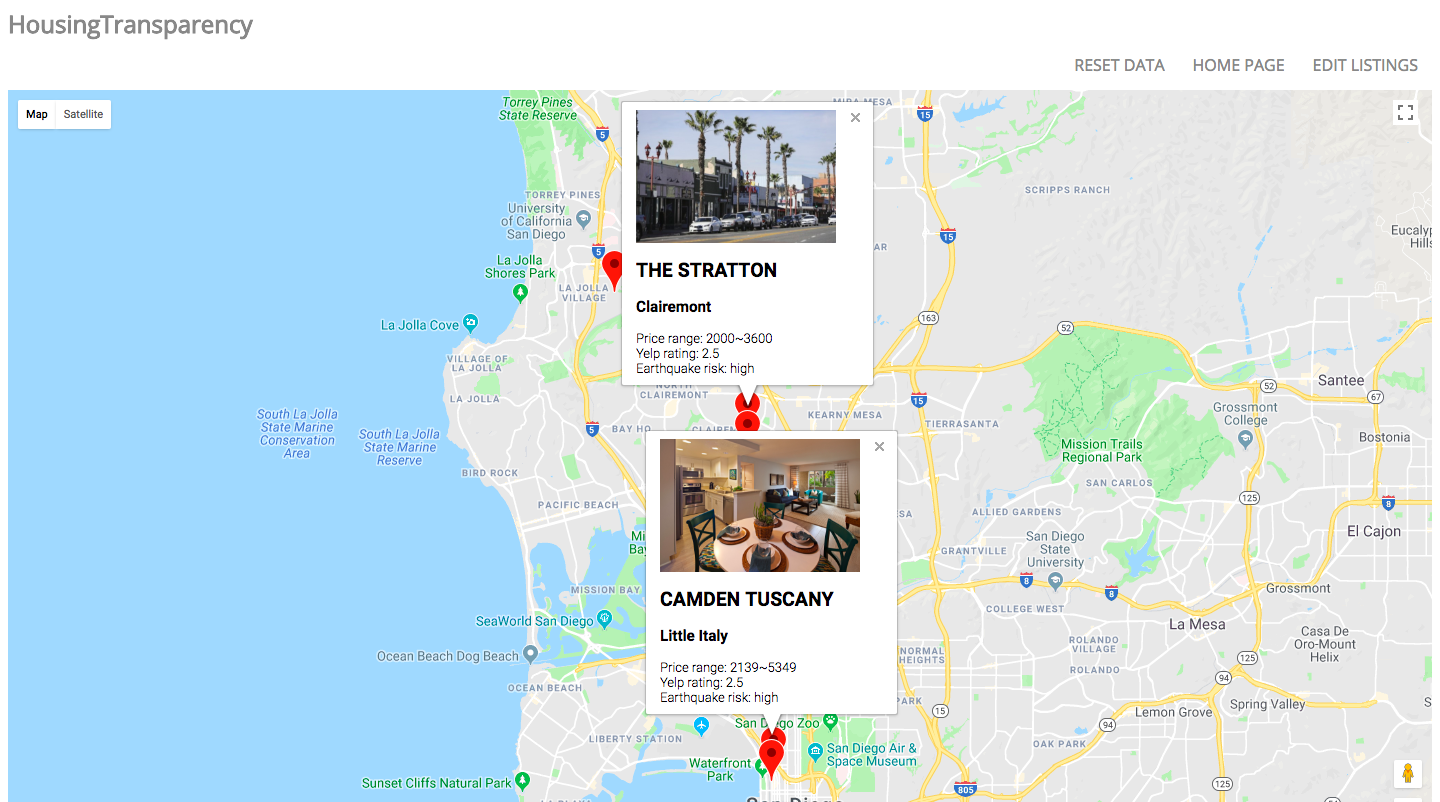 HousingTransparency
RESET DATA HOME PAGE EDIT LISTINGS
Map Satellite
Torrey Pines
State Reserve
MIRA MESA
15
5
SCRIPPS RANCH
TORREY PINES
University
of California
San Diego
15
5
La Jolla
Shores Park
LA JOLLA
VILLAGE
La Jolla Cove
163
52
VILLAGE OF
LA JOLLA
LA JOLLA
THE STRATTON
Clairemont
Price range: 2000~3600
Yelp rating: 2.5
Earthquake risk: high
NORTH
CLAIREMONT
15
KEARNY MESA
52
Santee
67
South La Jolla
State Marine
Conservation
Area
South La Jolla
State Marine
Reserve
5
BAY HO
TIERRASANTA
Grossmont
College
Mission Trails
Regional Park
Bostonia
BIRD ROCK
SAN CARLOS
PACIFIC BEACH
125
8
ALLIED GARDENS
El Cajon
San Diego
State
University
GRANTVILLE
MISSION BAY
8
8
Grossmont
COLLEGE WEST
SeaWorld San Diego
La Mesa
Casa De
Oro-Mount
Helix
CAMDEN TUSCANY
Little Italy
Price range: 2139~5349
Yelp rating: 2.5
Earthquake risk: high
Ocean Beach Dog Beach
NORMAL
HEIGHTS
ROLANDO
VILLAGE
ROLANDO
125
94
OCEAN BEACH
15
Spring Valley
Lemon Grove
94
San Diego Zoo
LIBERTY STATION
OAK PARK
San Diego Air &
Space Museum
Waterfront
Park
Sunset Cliffs Natural Park
125
805
San Diego